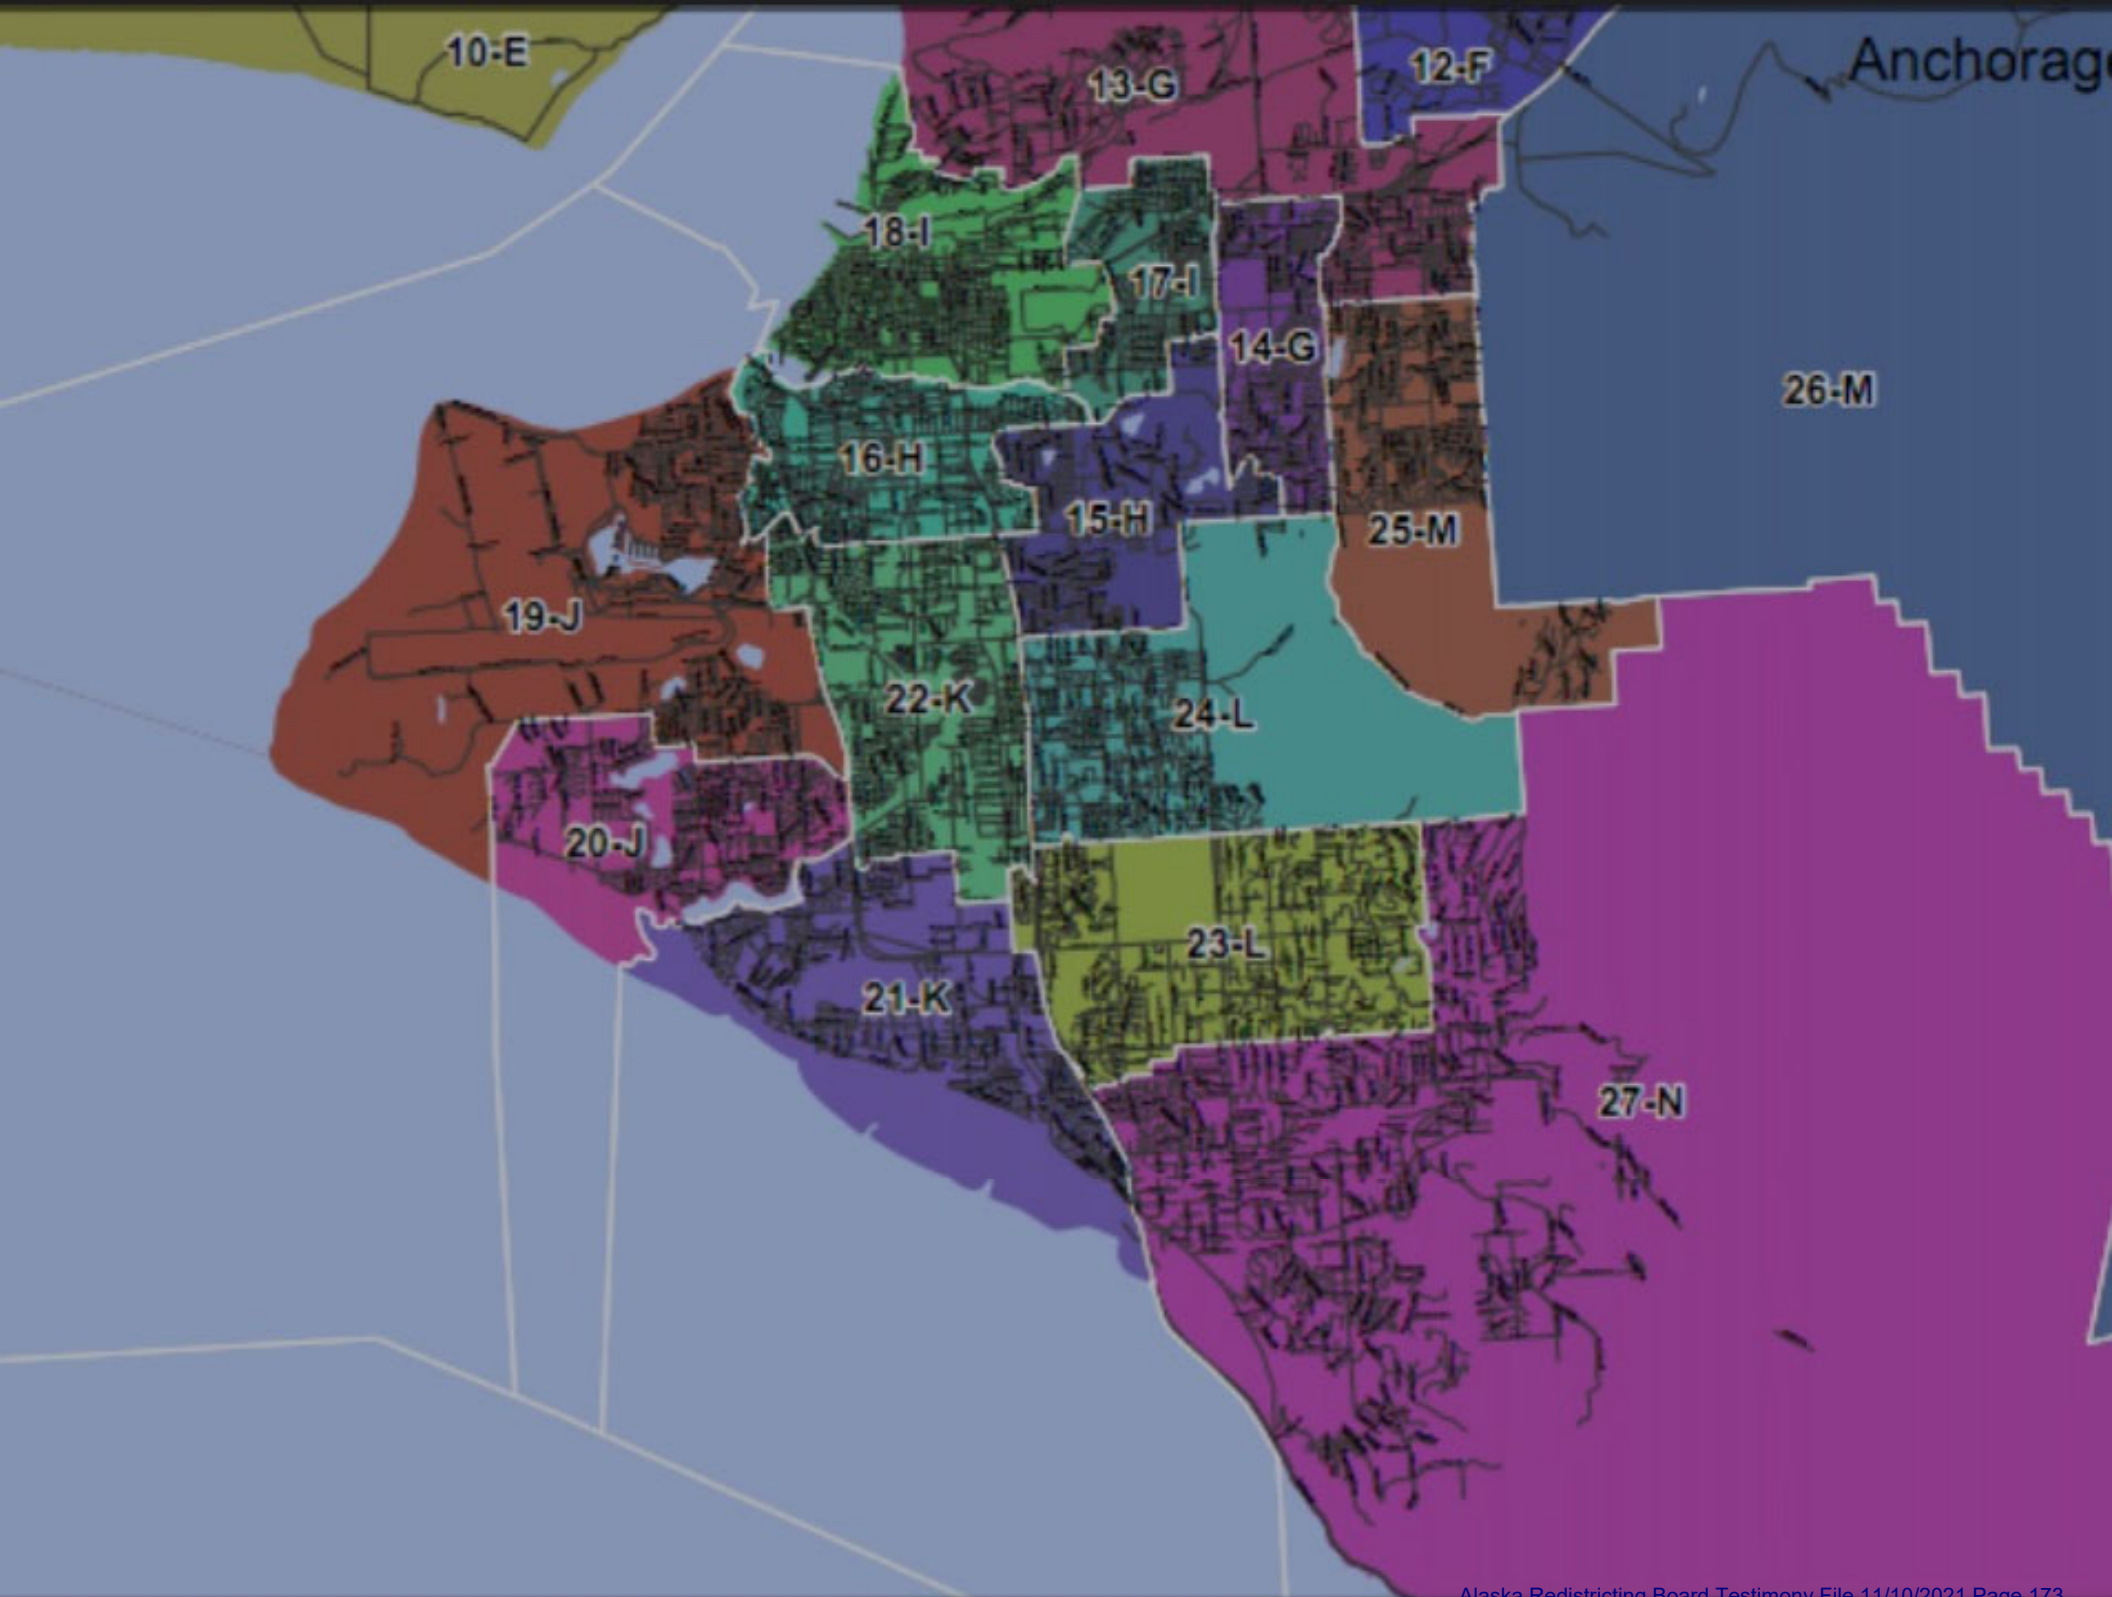 10-E
13-G
12-F
Anchorage
18-I
17-I
14-G
26-M
16-H
15-H
25-M
19-J
22-K
24-L
20-J
23-L
21-K
27-N
Alaska Redistricting Board Testimony File 11/10/2021 Page 173